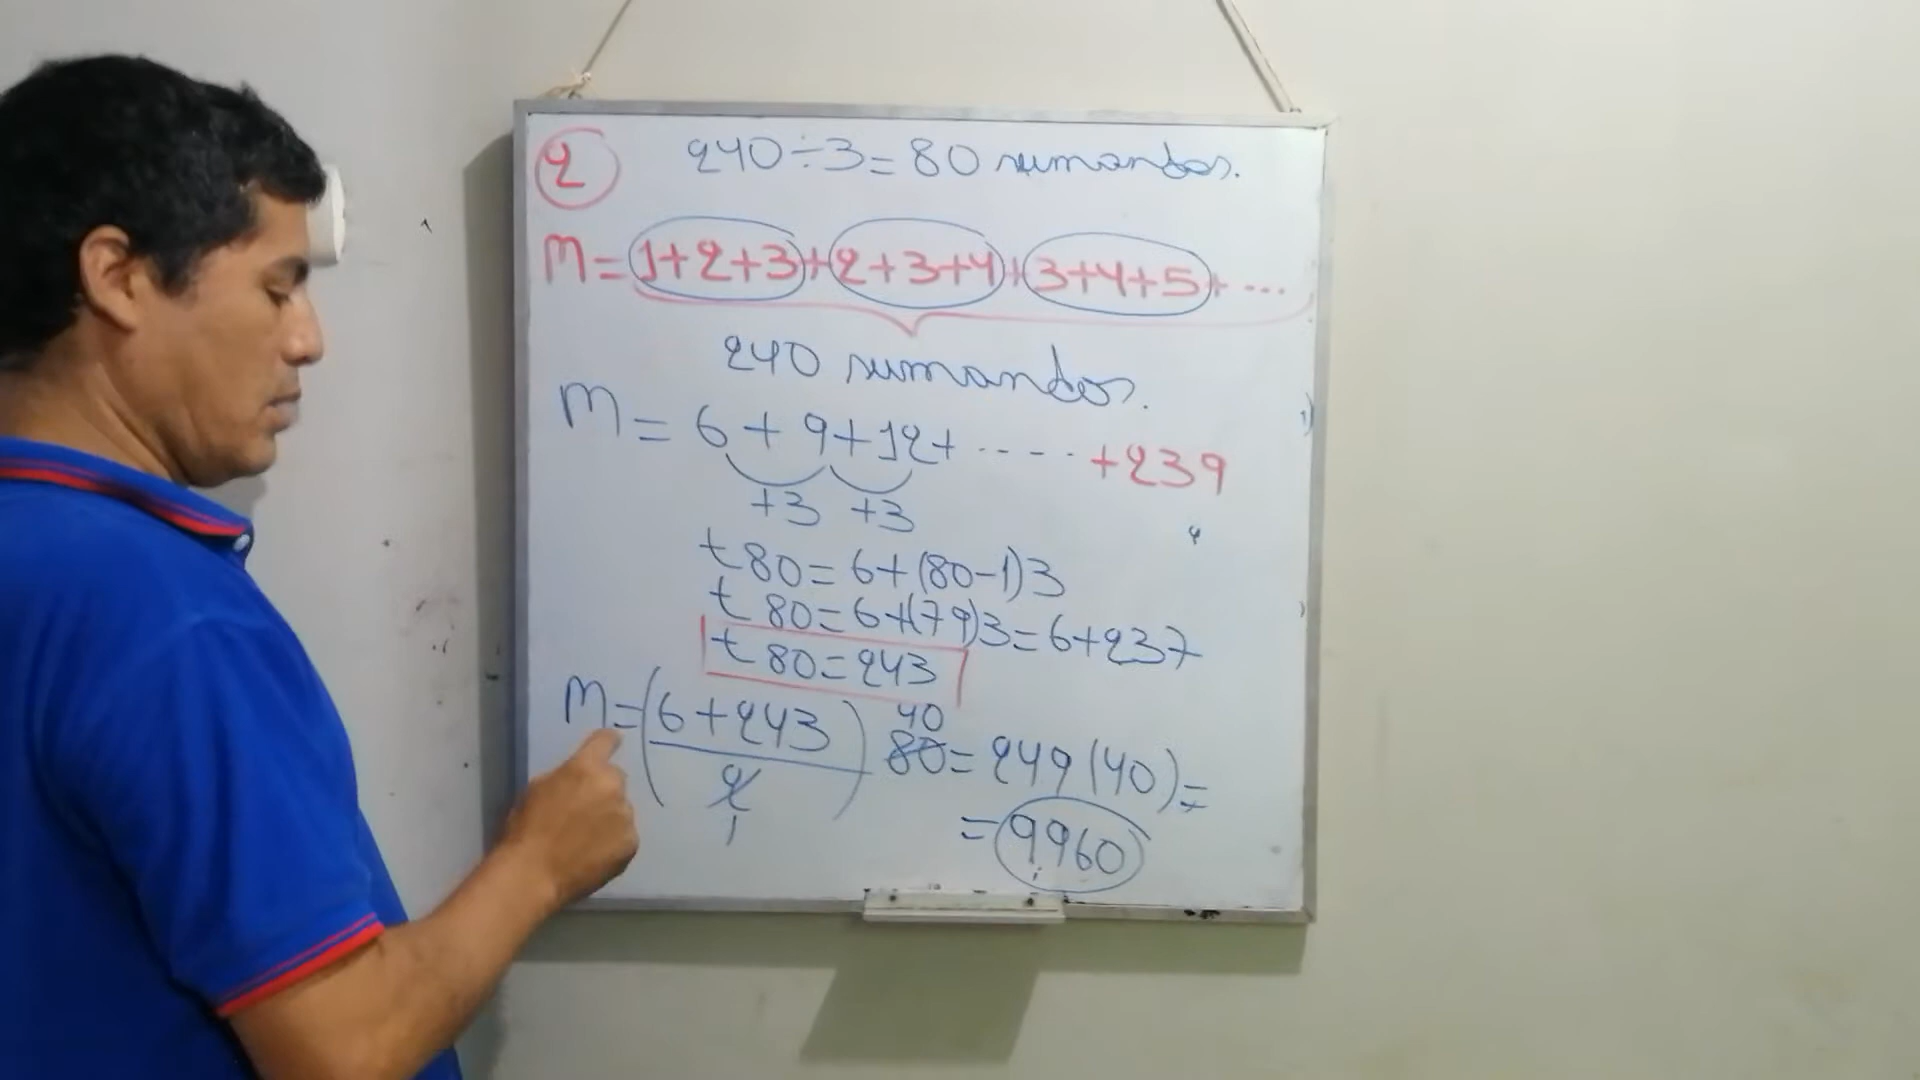 2 240÷3=80 sumandos.
M=1+2+3+2+3+4+3+4+5+...
240 sumandos.
M=6+9+12+.....+239
+3 +3
t80=6+(80-1)3
t80=6+(79)3=6+237
t80=243
40
M=(6+243/2)80=249(40)=
1
=9960